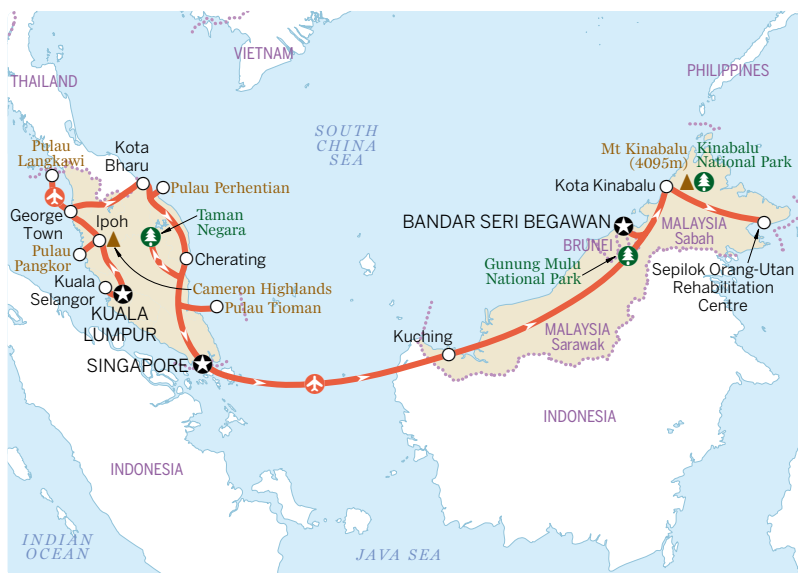 VIETNAM
THAILAND
PHILIPPINES
SOUTH
CHINA
SEA
Pulau
Langkawi
Kota
Bharu
Mt Kinabalu
(4095m)
Kinabalu
National Park
Pulau Perhentian
Kota Kinabalu
George
Town
Ipoh
Taman
Negara
BANDAR SERI BEGAWAN
MALAYSIA
Sabah
Pulau
Pangkor
Cherating
BRUNEI
Gunung Mulu
National Park
Sepilok Orang-Utan
Rehabilitation
Centre
Kuala
Selangor
Cameron Highlands
Pulau Tioman
KUALA
LUMPUR
Kuching
MALAYSIA
Sarawak
SINGAPORE
INDONESIA
INDONESIA
INDIAN
OCEAN
JAVA SEA